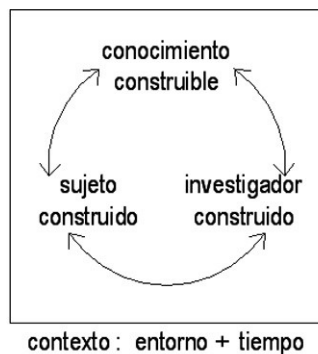 conocimiento
construible
sujeto
construido
investigador
construido
contexto : entorno + tiempo